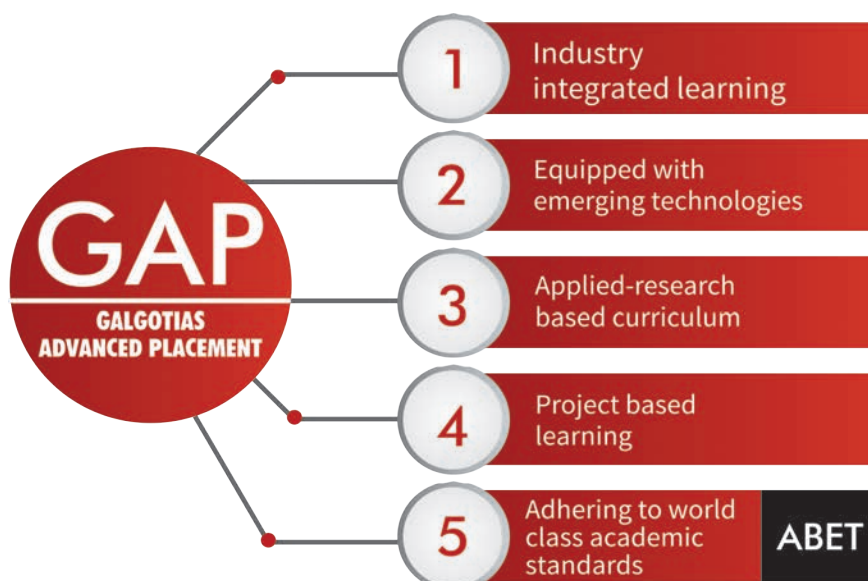 GAP
GALGOTIAS
ADVANCED PLACEMENT
1
Industry
integrated learning
2
Equipped with
emerging technologies
3
Applied-research
based curriculum
4
Project based
learning
5
Adhering to world
class academic
standards
ABET